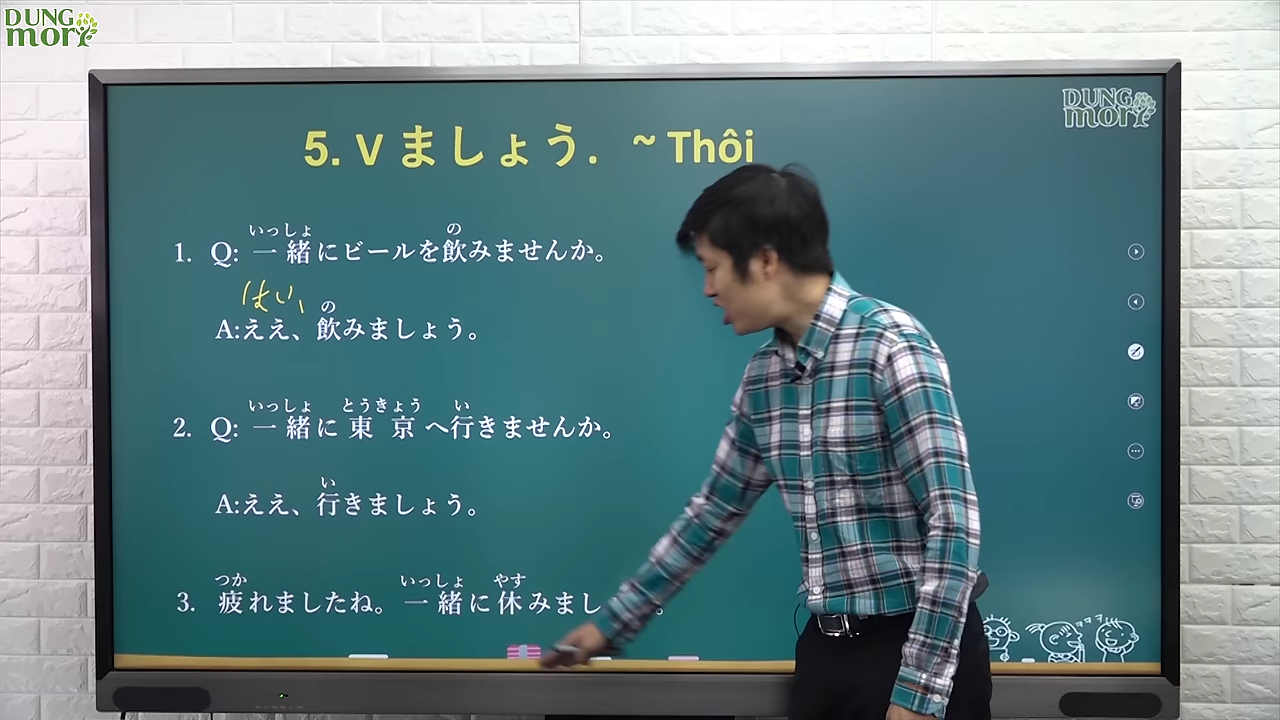 DUNG
mori
DUNG
mori
5. V ましょう. ~ Thôi
いっしょ の
1. Q: 一緒にビールを飲みませんか。
はい、 の
A:ええ、飲みましょう。
いっしょ とうきょう い
2. Q: 一緒に東京へ行きませんか。
い
A:ええ、行きましょう。
つか いっしょ やす
3. 疲れましたね。一緒に休みまし 。